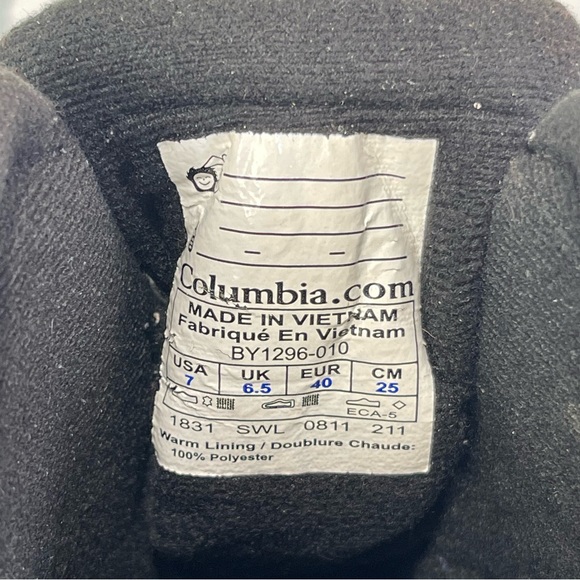 Columbia.com
MADE IN VIETNAM
Fabriqué En Vietnam
BY1296-010
USA UK EUR CM
7 6.5 40 25
ECA-5
1831 SWL 0811 211
Warm Lining / Doublure Chaude:
100% Polyester